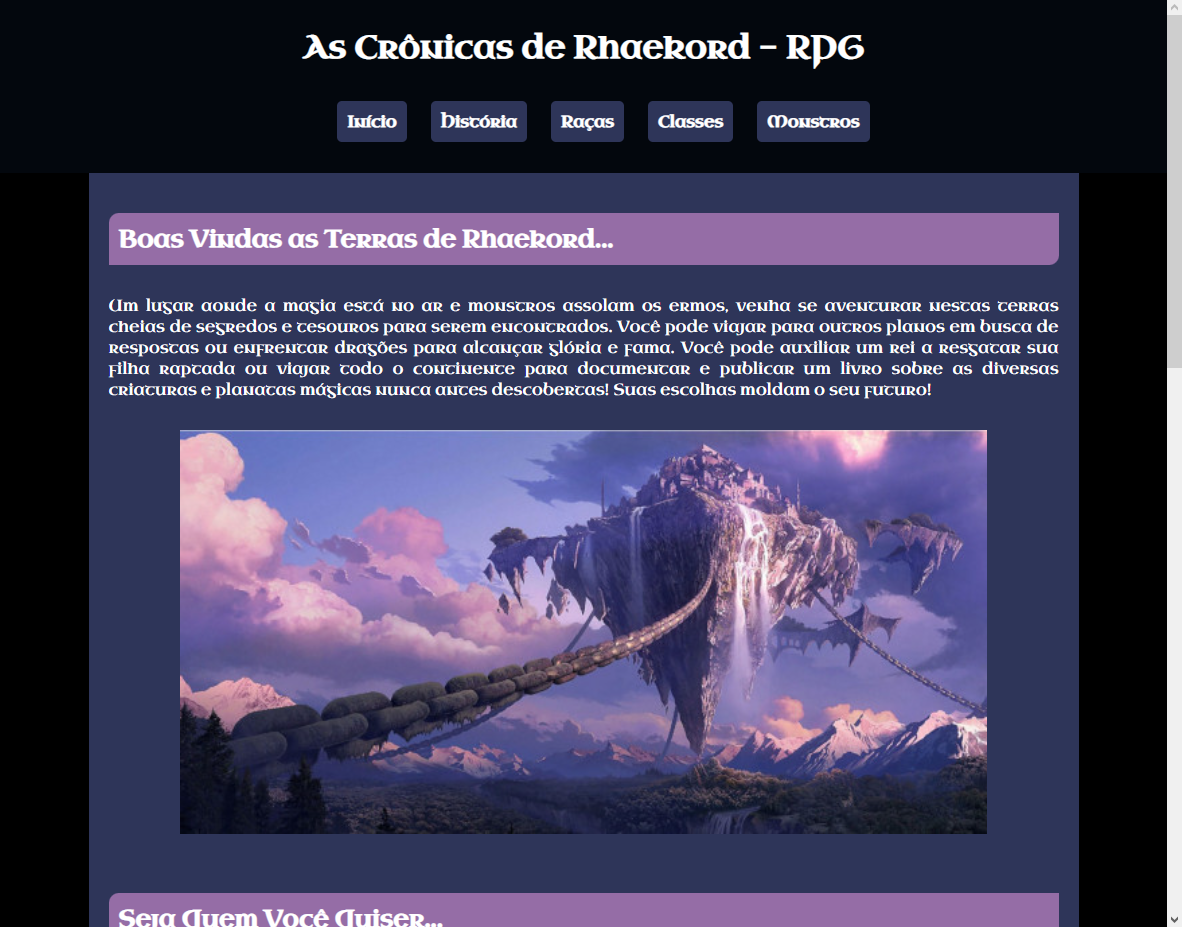 As Crônicas de Rhaekord - RPG
Início História Raças Classes Monstros
Boas Vindas as Terras de Rhaekord...
Um lugar aonde a magia está no ar e monstros assolam os ermos, venha se aventurar nestas terras
cheias de segredos e tesouros para serem encontrados. Você pode viajar para outros planos em busca de
respostas ou enfrentar dragões para alcançar glória e fama. Você pode auxiliar um rei a resgatar sua
filha raptada ou viajar todo o continente para documentar e publicar um livro sobre as diversas
criaturas e planatas mágicas nunca antes descobertas! Suas escolhas moldam o seu futuro!
Seja Quem Você Quiser...